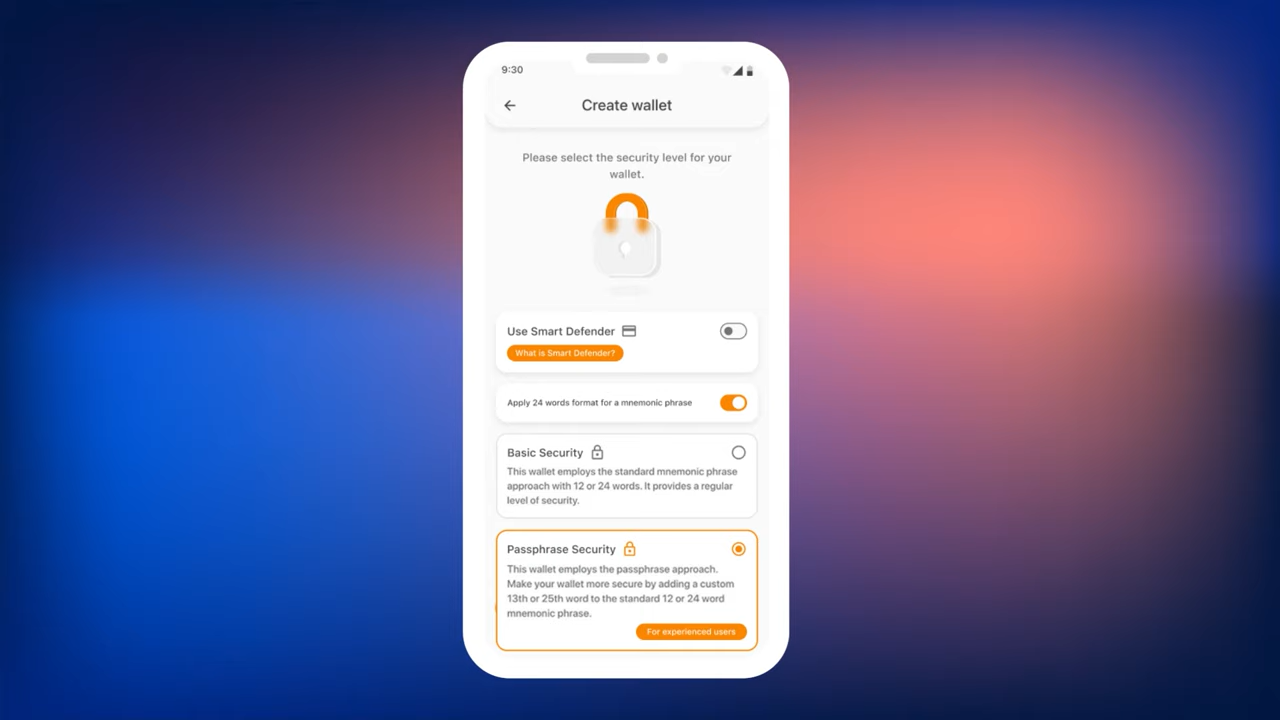 9:30
Create wallet
Please select the security level for your
wallet.
Use Smart Defender
What is Smart Defender?
Apply 24 words format for a mnemonic phrase
Basic Security
This wallet employs the standard mnemonic phrase
approach with 12 or 24 words. It provides a regular
level of security.
Passphrase Security
This wallet employs the passphrase approach.
Make your wallet more secure by adding a custom
13th or 25th word to the standard 12 or 24 word
mnemonic phrase.
For experienced users